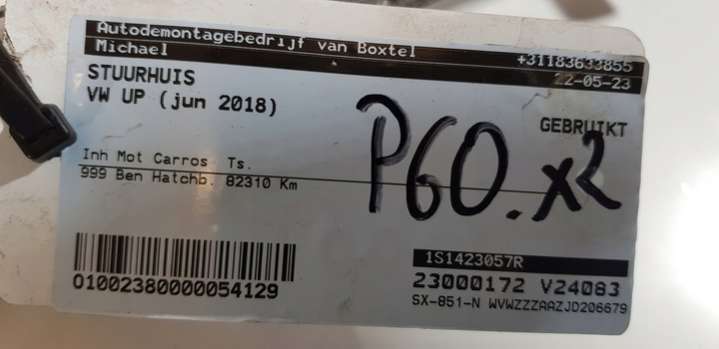 Autodemontagebedrijf van Boxtel
Michael +31183633855
22-05-23
STUURHUIS
VW UP (jun 2018)
GEBRUIKT
P60.x2
Inh Mot Carros Ts.
999 Ben Hatchb. 82310 Km
1S1423057R
01002380000054129
23000172 V24083
SX-851-N WVWZZZAAZJD206679